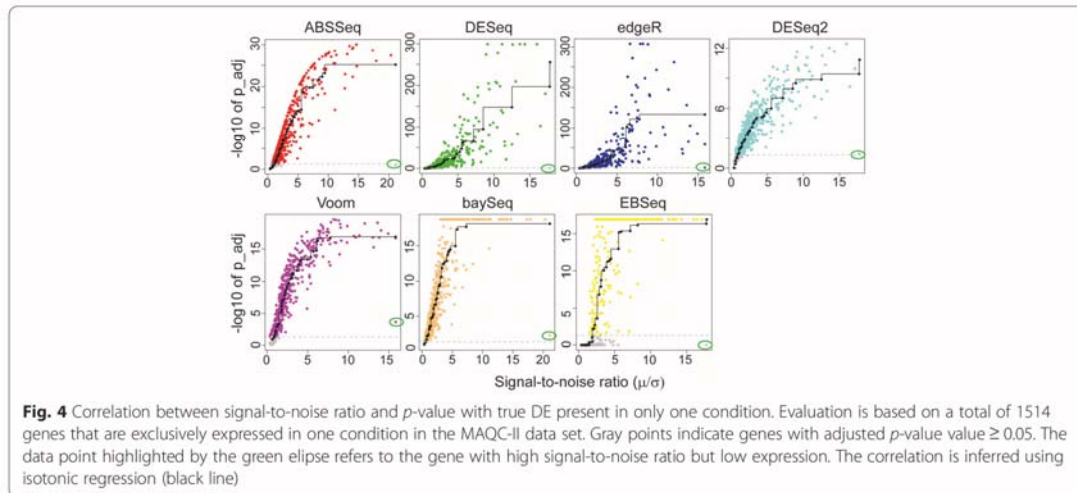 ABSSeq DESeq edgeR DESeq2
-log10 of p_adj
30 20 10 0
0 5 10 15 20
300 200 100 0
0 5 10 15
300 200 100 50 0
0 5 10 15
12 6 0
0 5 10 15
Voom baySeq EBSeq
-log10 of p_adj
15 10 5 0
0 5 10 15
15 10 5
0 5 10 15 20
15 10 5 0
0 5 10 15
Signal-to-noise ratio (μ/σ)
Fig. 4 Correlation between signal-to-noise ratio and p-value with true DE present in only one condition. Evaluation is based on a total of 1514
genes that are exclusively expressed in one condition in the MAQC-II data set. Gray points indicate genes with adjusted p-value value ≥ 0.05. The
data point highlighted by the green elipse refers to the gene with high signal-to-noise ratio but low expression. The correlation is inferred using
isotonic regression (black line)